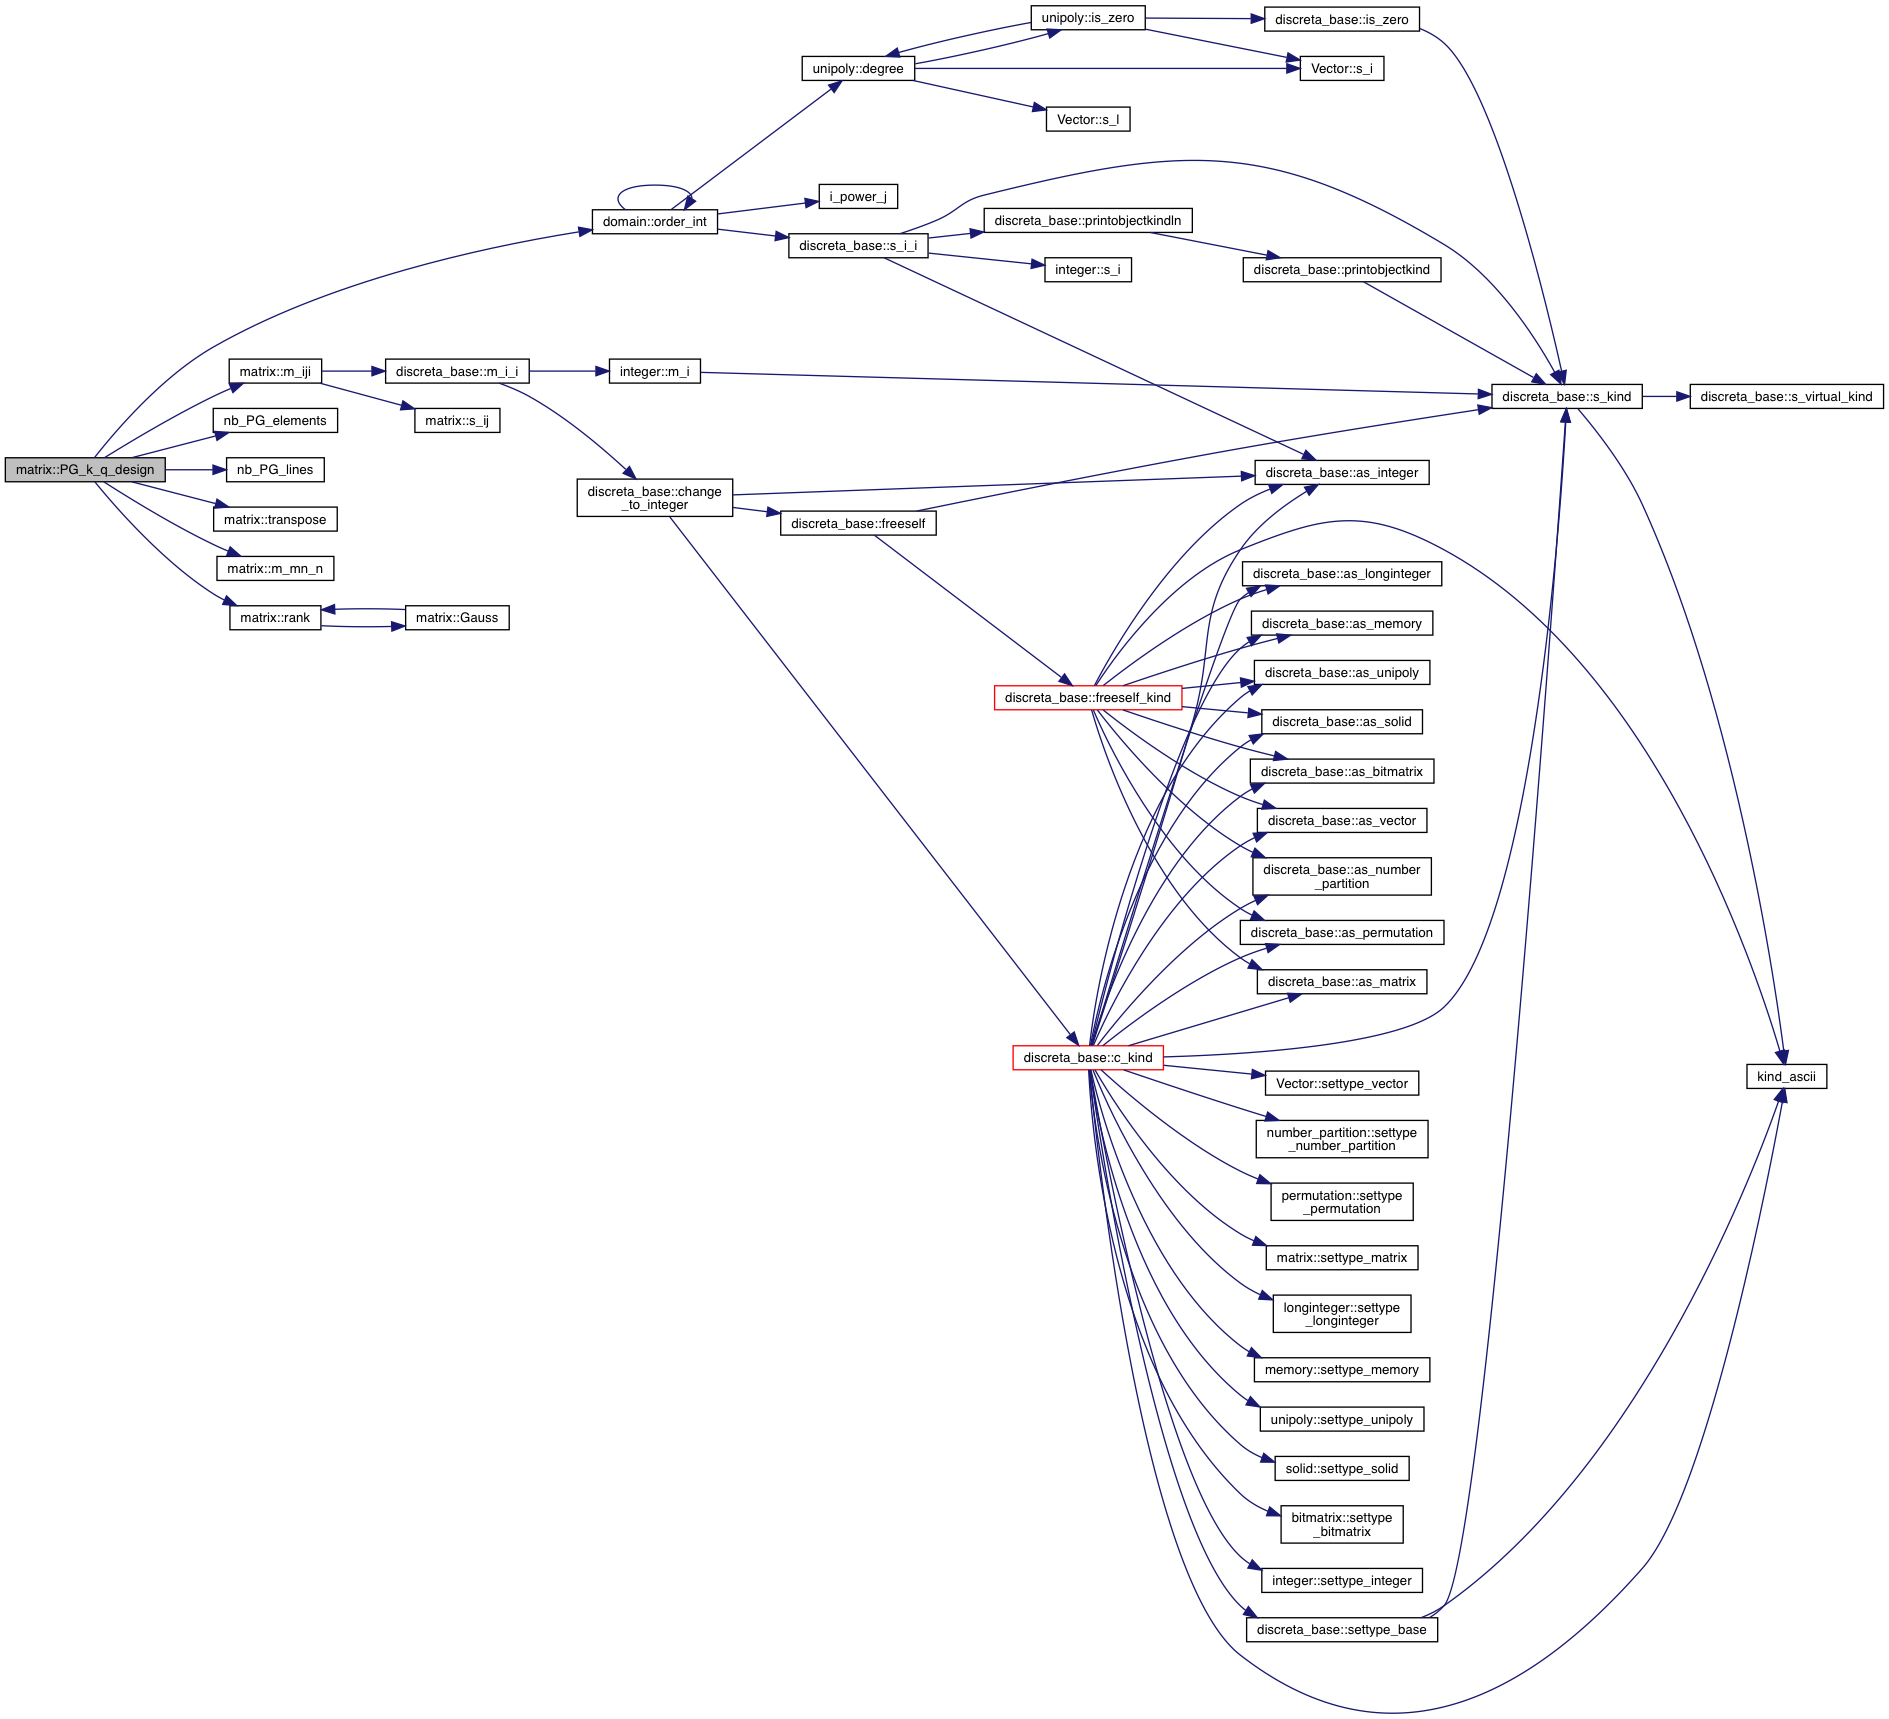 unipoly::is_zero
discreta_base::is_zero
unipoly::degree
Vector::s_i
Vector::s_l
i_power_j
domain::order_int
discreta_base::printobjectkindln
discreta_base::s_i_i
integer::s_i
discreta_base::printobjectkind
matrix::m_iji
discreta_base::m_i_i
integer::m_i
discreta_base::s_kind
discreta_base::s_virtual_kind
nb_PG_elements
matrix::s_ij
matrix::PG_k_q_design
nb_PG_lines
discreta_base::as_integer
discreta_base::change
_to_integer
matrix::transpose
discreta_base::freeself
matrix::m_mn_n
discreta_base::as_longinteger
matrix::rank
matrix::Gauss
discreta_base::as_memory
discreta_base::as_unipoly
discreta_base::freeself_kind
discreta_base::as_solid
discreta_base::as_bitmatrix
discreta_base::as_vector
discreta_base::as_number
_partition
discreta_base::as_permutation
discreta_base::as_matrix
discreta_base::c_kind
kind_ascii
Vector::settype_vector
number_partition::settype
_number_partition
permutation::settype
_permutation
matrix::settype_matrix
longinteger::settype
_longinteger
memory::settype_memory
unipoly::settype_unipoly
solid::settype_solid
bitmatrix::settype
_bitmatrix
integer::settype_integer
discreta_base::settype_base